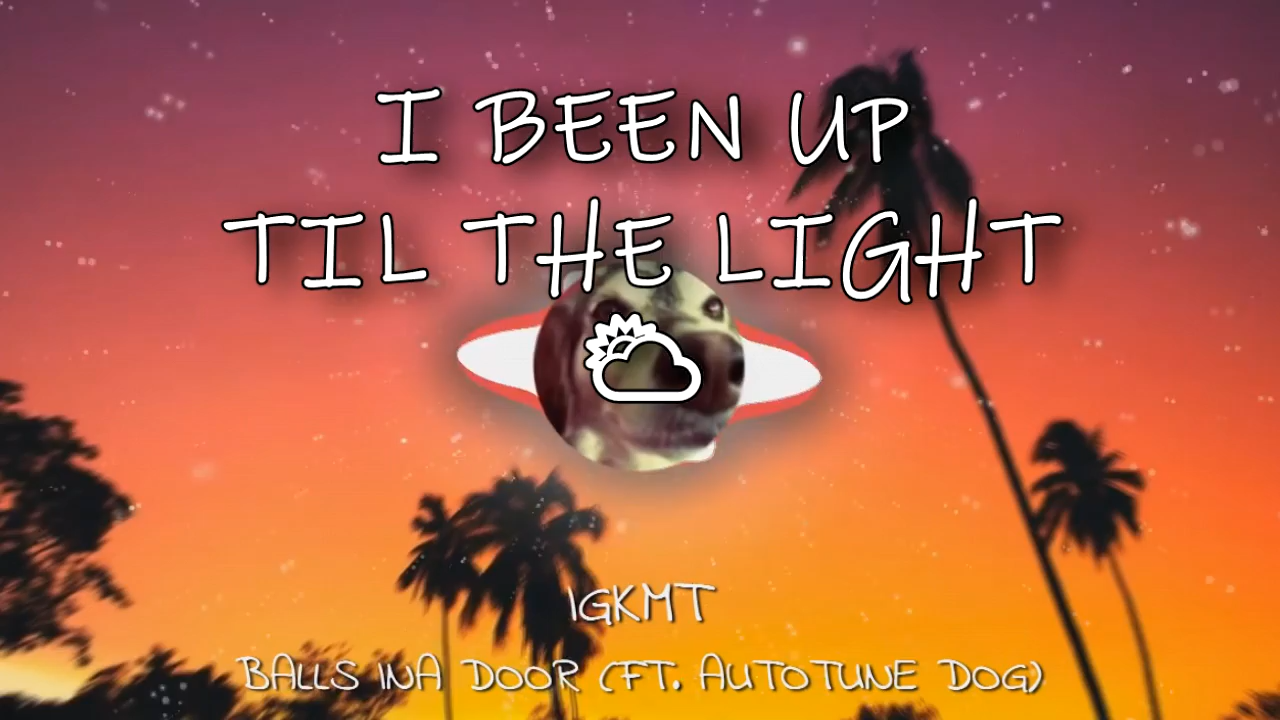 I BEEN UP
TIL THE LIGHT
IGKMT
BALLS INA DOOR (FT. AUTOTUNE DOG)